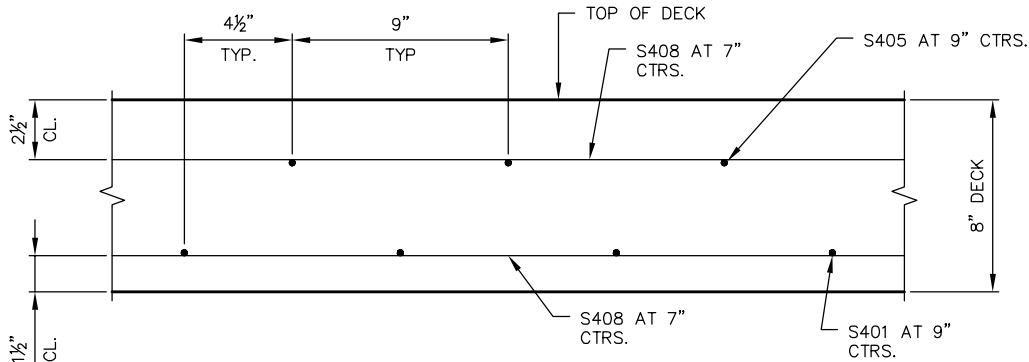 4½" TYP.
9" TYP
TOP OF DECK
S408 AT 7"
CTRS.
S405 AT 9" CTRS.
2½" CL.
8" DECK
1½" CL.
S408 AT 7"
CTRS.
S401 AT 9"
CTRS.